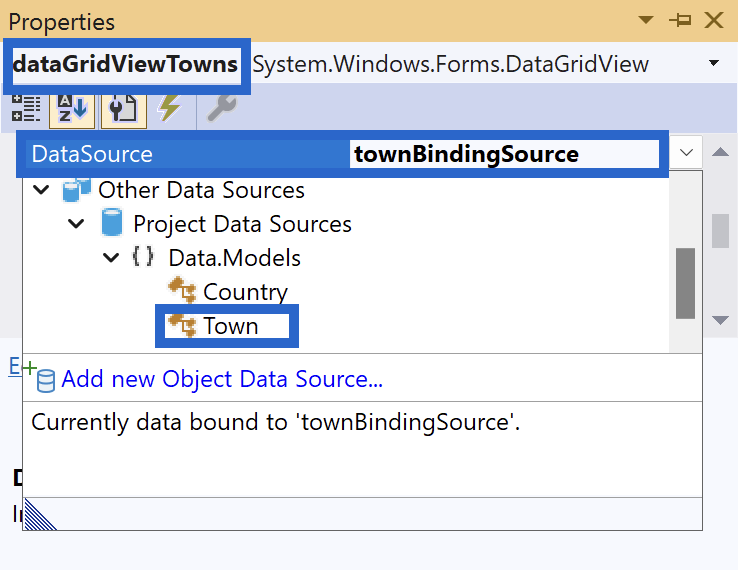 Properties
dataGridViewTowns System.Windows.Forms.DataGridView
A
Z
DataSource townBindingSource
Other Data Sources
Project Data Sources
{ } Data.Models
Country
Town
Add new Object Data Source...
Currently data bound to 'townBindingSource'.